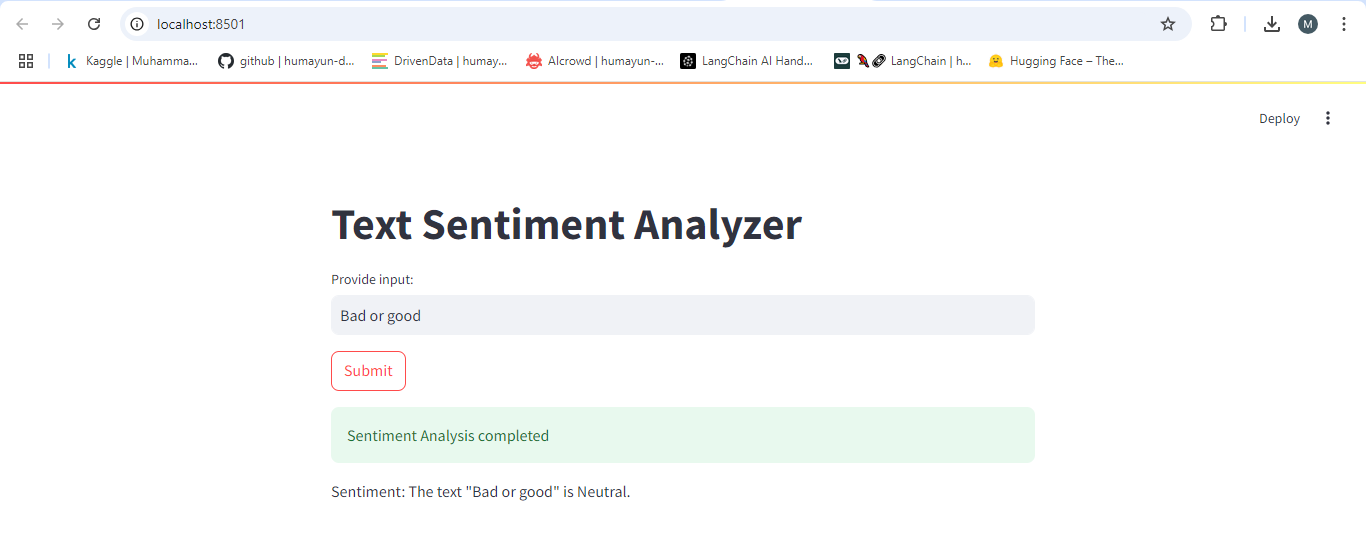 localhost:8501
M
Kaggle | Muhamma... github | humayun-d... DrivenData | humay... AIcrowd | humayun-... LangChain AI Hand... LangChain | h... Hugging Face – The...
Deploy
Text Sentiment Analyzer
Provide input:
Bad or good
Submit
Sentiment Analysis completed
Sentiment: The text "Bad or good" is Neutral.